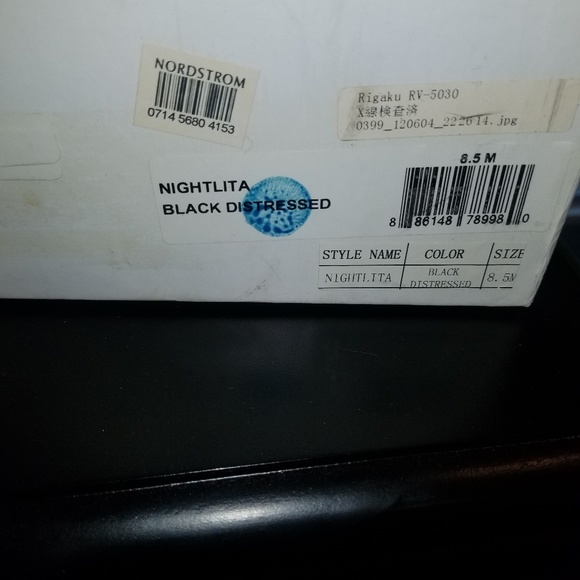 NORDSTROM
0714 5680 4153
Rigaku RV-5030
X線検査済
0399_120604_222614.jpg
8.5 M
NIGHTLITA
BLACK DISTRESSED
8 86148 78998 0
STYLE NAME COLOR SIZE
NIGHTLITA BLACK DISTRESSED 8.5M